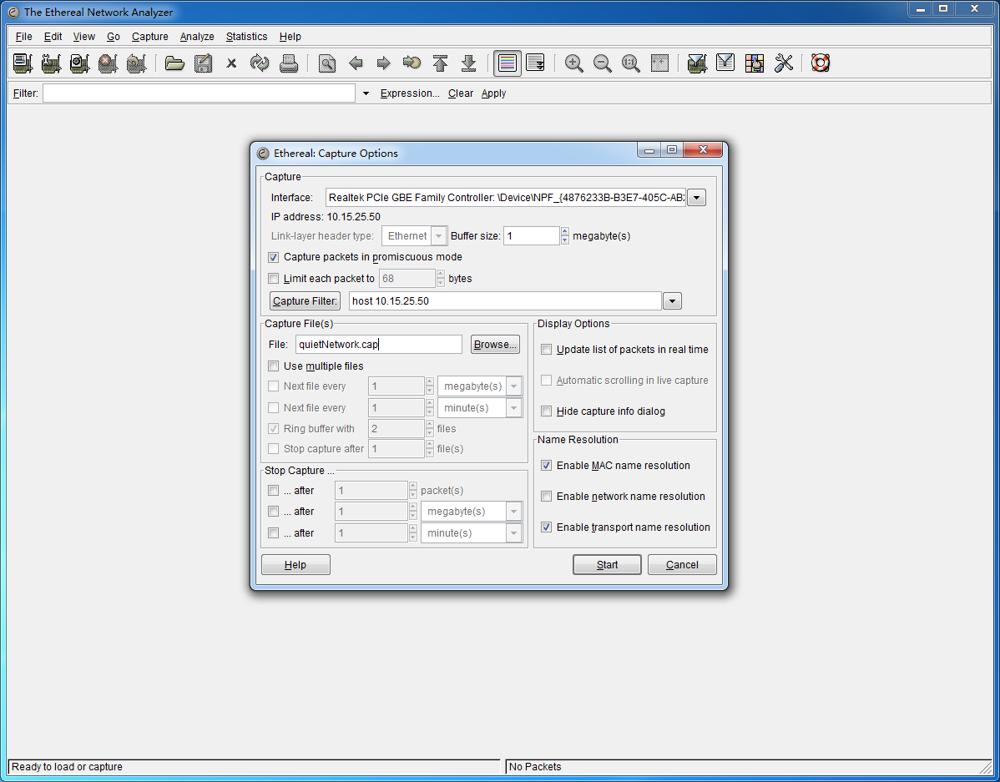 The Ethereal Network Analyzer
File Edit View Go Capture Analyze Statistics Help
Filter: Expression... Clear Apply
Ethereal: Capture Options
Capture
Interface: Realtek PCIe GBE Family Controller: \Device\NPF_{4876233B-B3E7-405C-AB
IP address: 10.15.25.50
Link-layer header type: Ethernet Buffer size: 1 megabyte(s)
Capture packets in promiscuous mode
Limit each packet to 68 bytes
Capture Filter: host 10.15.25.50
Capture File(s)
File: quietNetwork.cap Browse...
Use multiple files
Next file every 1 megabyte(s)
Next file every 1 minute(s)
Ring buffer with 2 files
Stop capture after 1 file(s)
Stop Capture ...
... after 1 packet(s)
... after 1 megabyte(s)
... after 1 minute(s)
Display Options
Update list of packets in real time
Automatic scrolling in live capture
Hide capture info dialog
Name Resolution
Enable MAC name resolution
Enable network name resolution
Enable transport name resolution
Help Start Cancel
Ready to load or capture No Packets